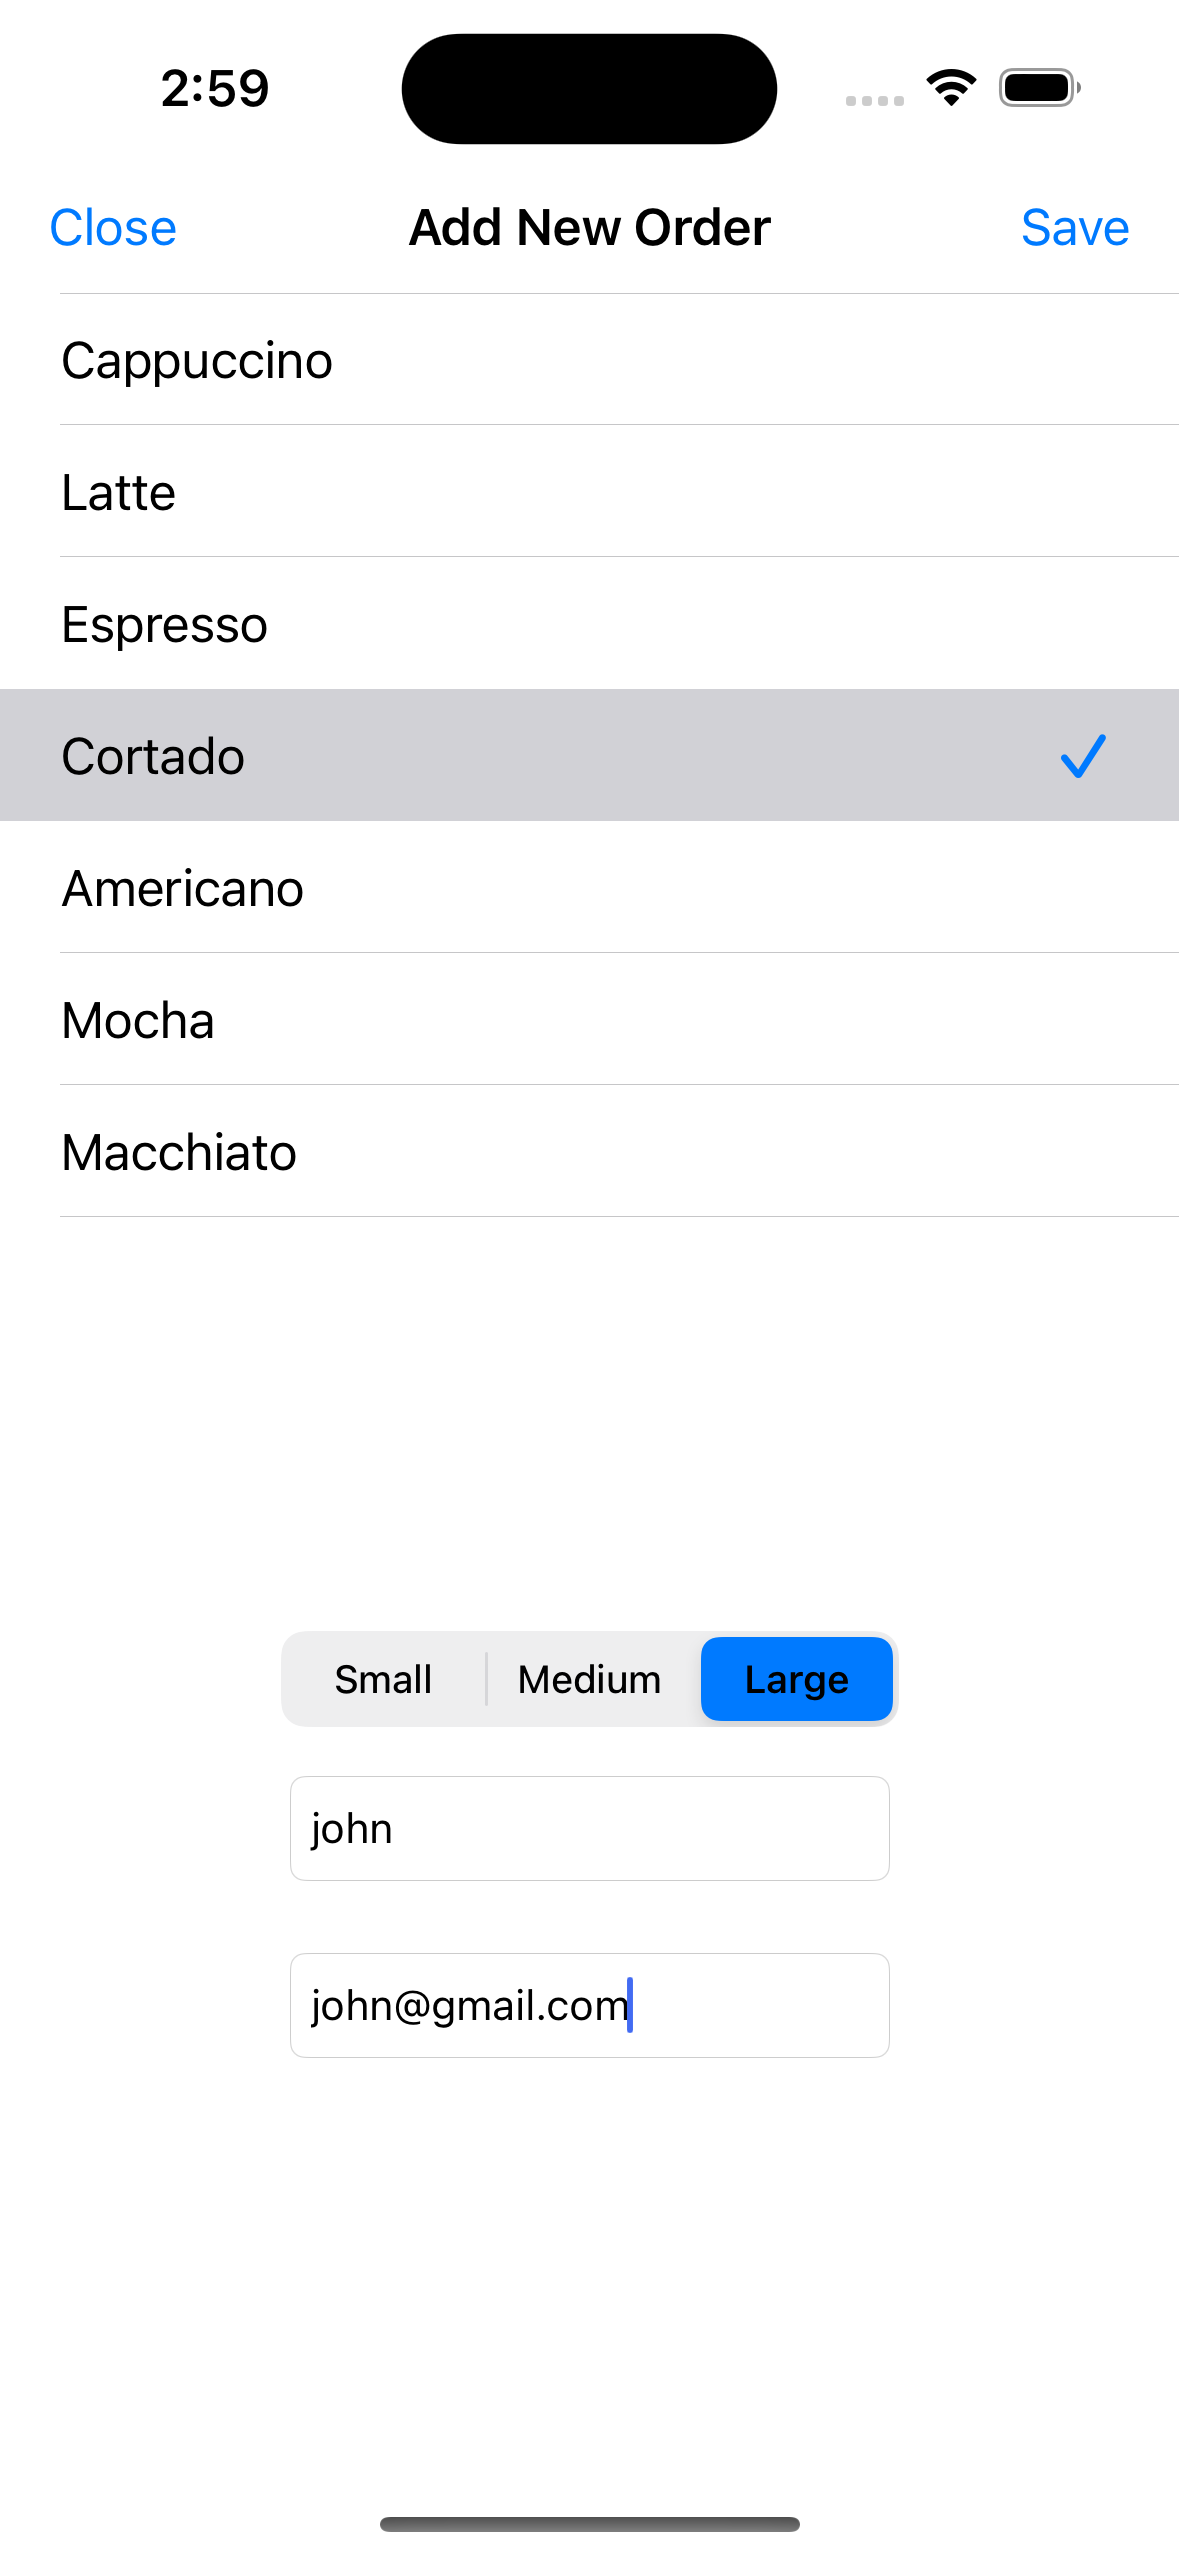 2:59
Close Add New Order Save
Cappuccino
Latte
Espresso
Cortado
Americano
Mocha
Macchiato
Small Medium Large
john
john@gmail.com